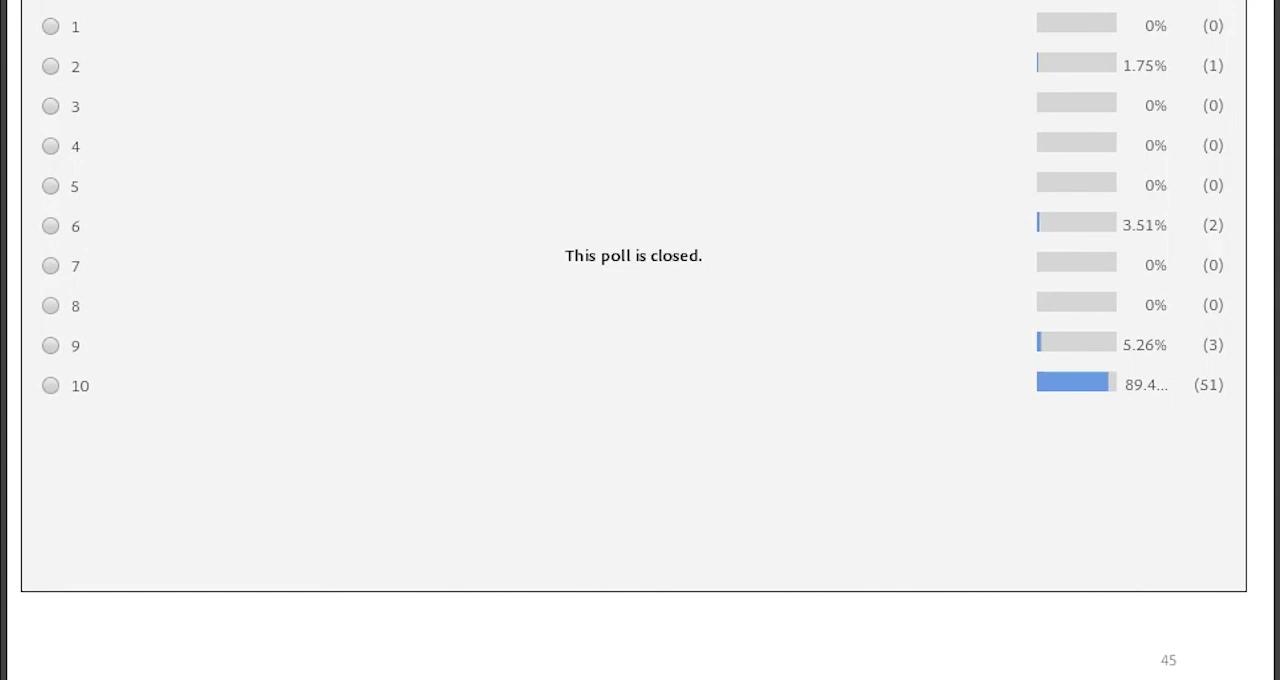 1 0% (0)
2 1.75% (1)
3 0% (0)
4 0% (0)
5 0% (0)
6 3.51% (2)
This poll is closed.
7 0% (0)
8 0% (0)
9 5.26% (3)
10 89.4... (51)
45